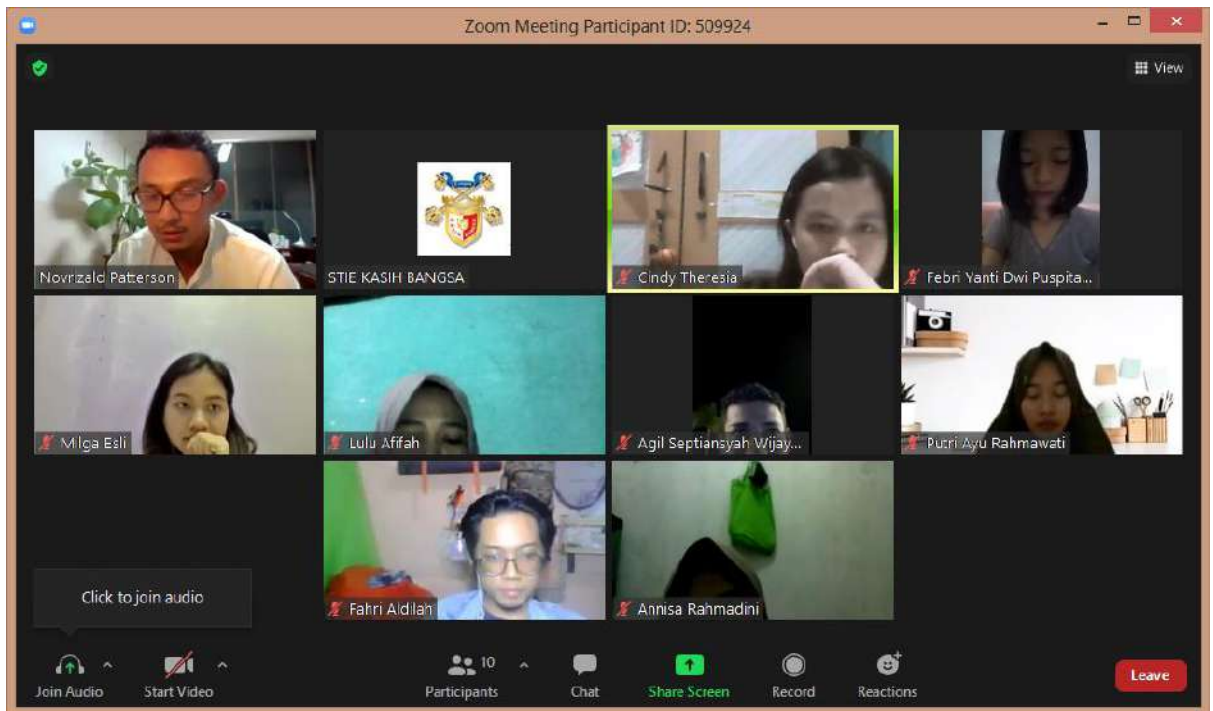 Zoom Meeting Participant ID: 509924
View
Novrizald Patterson
STIE KASIH BANGSA
Cindy Theresia
Febri Yanti Dwi Puspita...
Milga Esli
Lulu Afifah
Agil Septiansyah Wijay...
Putri Ayu Rahmawati
Fahri Aldilah
Annisa Rahmadini
Click to join audio
10
Join Audio
Start Video
Participants
Chat
Share Screen
Record
Reactions
Leave